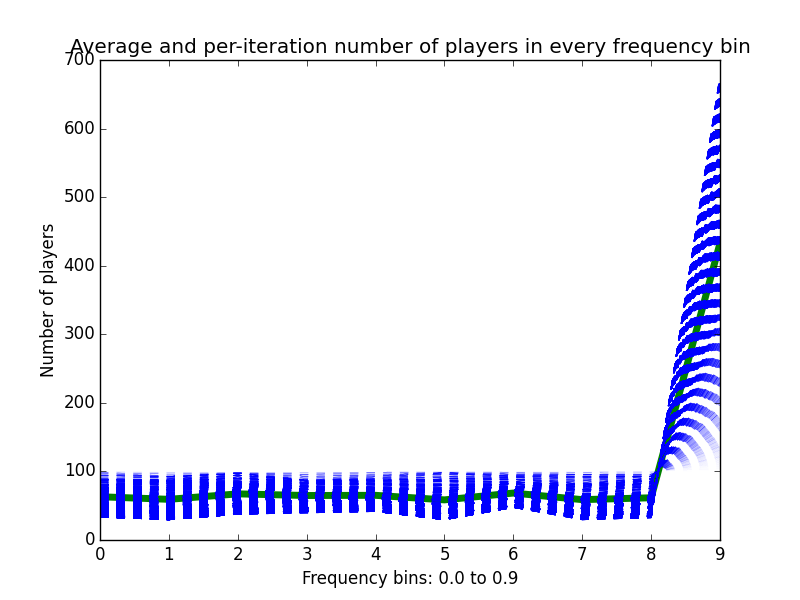 Average and per-iteration number of players in every frequency bin
700
600
500
400
300
200
100
0
Number of players
0 1 2 3 4 5 6 7 8 9
Frequency bins: 0.0 to 0.9